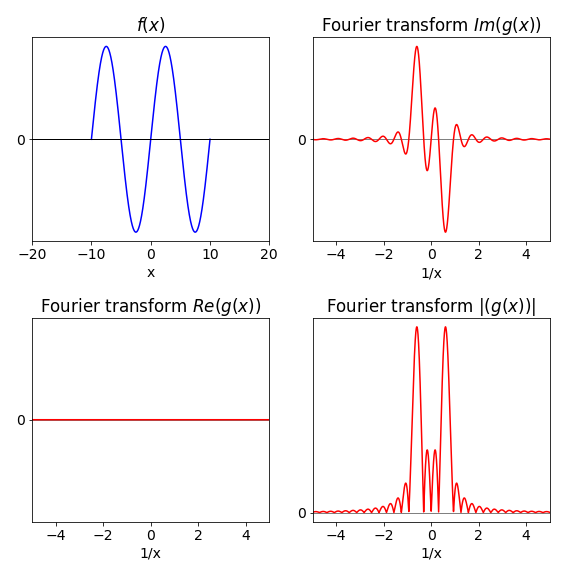 f(x)
Fourier transform Im(g(x))
0
0
−20 −10 0 10 20
−4 −2 0 2 4
x
1/x
Fourier transform Re(g(x))
Fourier transform |(g(x))|
0
0
−4 −2 0 2 4
−4 −2 0 2 4
1/x
1/x